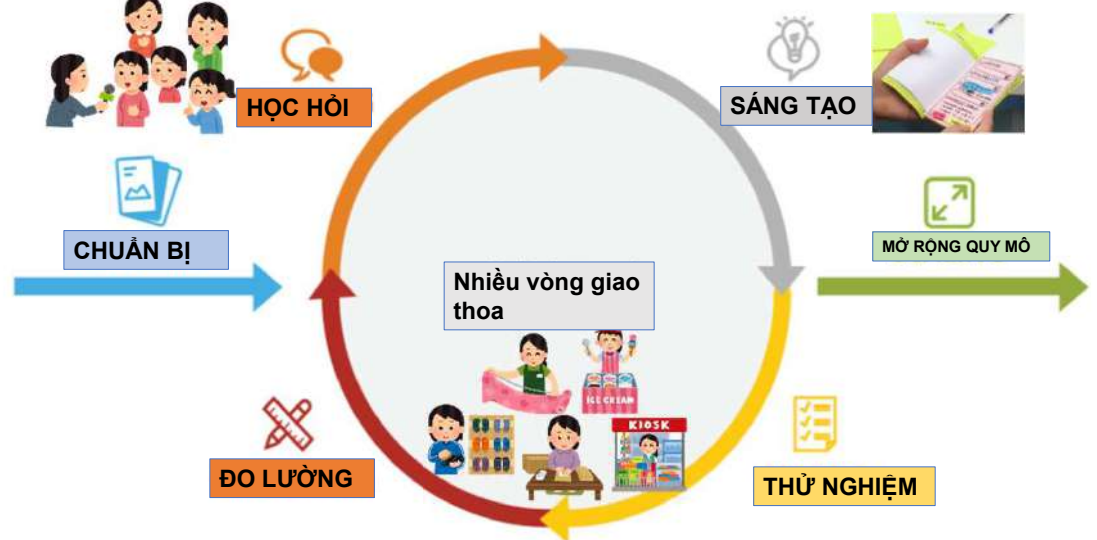 HỌC HỎI
SÁNG TẠO
CHUẨN BỊ
MỞ RỘNG QUY MÔ
Nhiều vòng giao
thoa
ICE CREAM
KIOSK
ĐO LƯỜNG
THỬ NGHIỆM